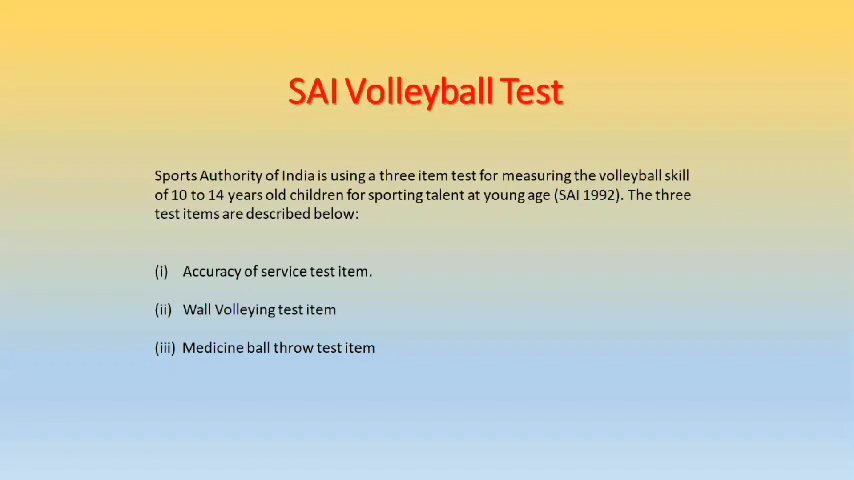 SAI Volleyball Test
Sports Authority of India is using a three item test for measuring the volleyball skill
of 10 to 14 years old children for sporting talent at young age (SAI 1992). The three
test items are described below:
(i) Accuracy of service test item.
(ii) Wall Volleying test item
(iii) Medicine ball throw test item